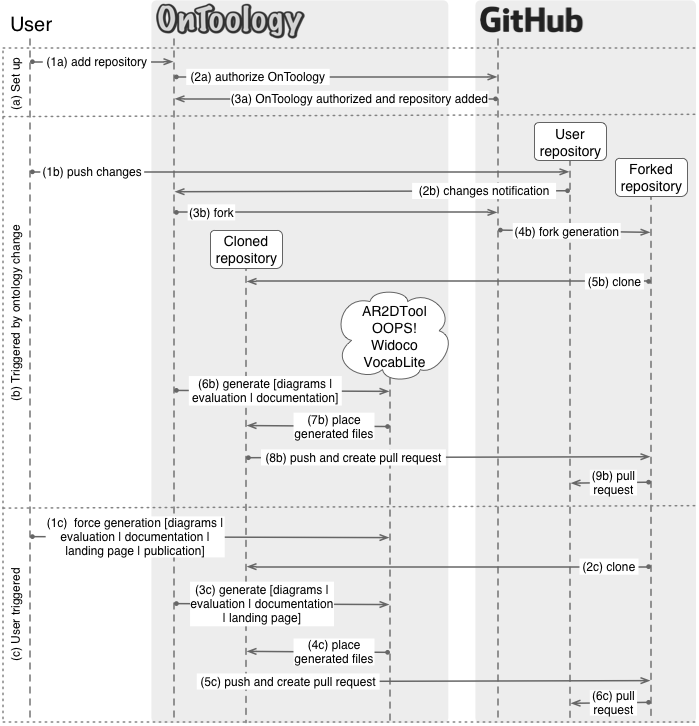 User
OnToology
GitHub
(a) Set up
(1a) add repository
(2a) authorize OnToology
(3a) OnToology authorized and repository added
(b) Triggered by ontology change
User
repository
Forked
repository
(1b) push changes
(2b) changes notification
(3b) fork
(4b) fork generation
Cloned
repository
(5b) clone
AR2DTool
OOPS!
Widoco
VocabLite
(6b) generate [diagrams |
evaluation | documentation]
(7b) place
generated files
(8b) push and create pull request
(9b) pull
request
(c) User triggered
(1c) force generation [diagrams |
evaluation | documentation |
landing page | publication]
(2c) clone
(3c) generate [diagrams |
evaluation | documentation
| landing page]
(4c) place
generated files
(5c) push and create pull request
(6c) pull
request